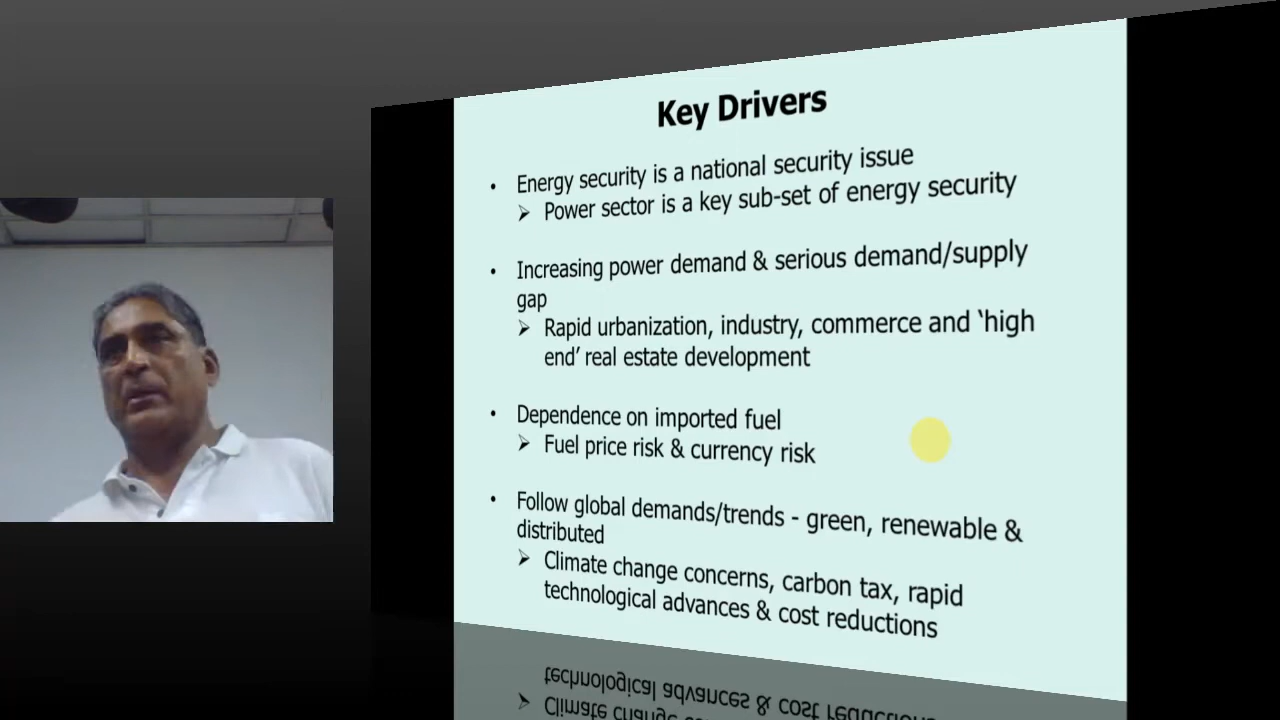 Key Drivers
• Energy security is a national security issue
➢ Power sector is a key sub-set of energy security
• Increasing power demand & serious demand/supply
gap
➢ Rapid urbanization, industry, commerce and ‘high
end’ real estate development
• Dependence on imported fuel
➢ Fuel price risk & currency risk
• Follow global demands/trends - green, renewable &
distributed
➢ Climate change concerns, carbon tax, rapid
technological advances & cost reductions